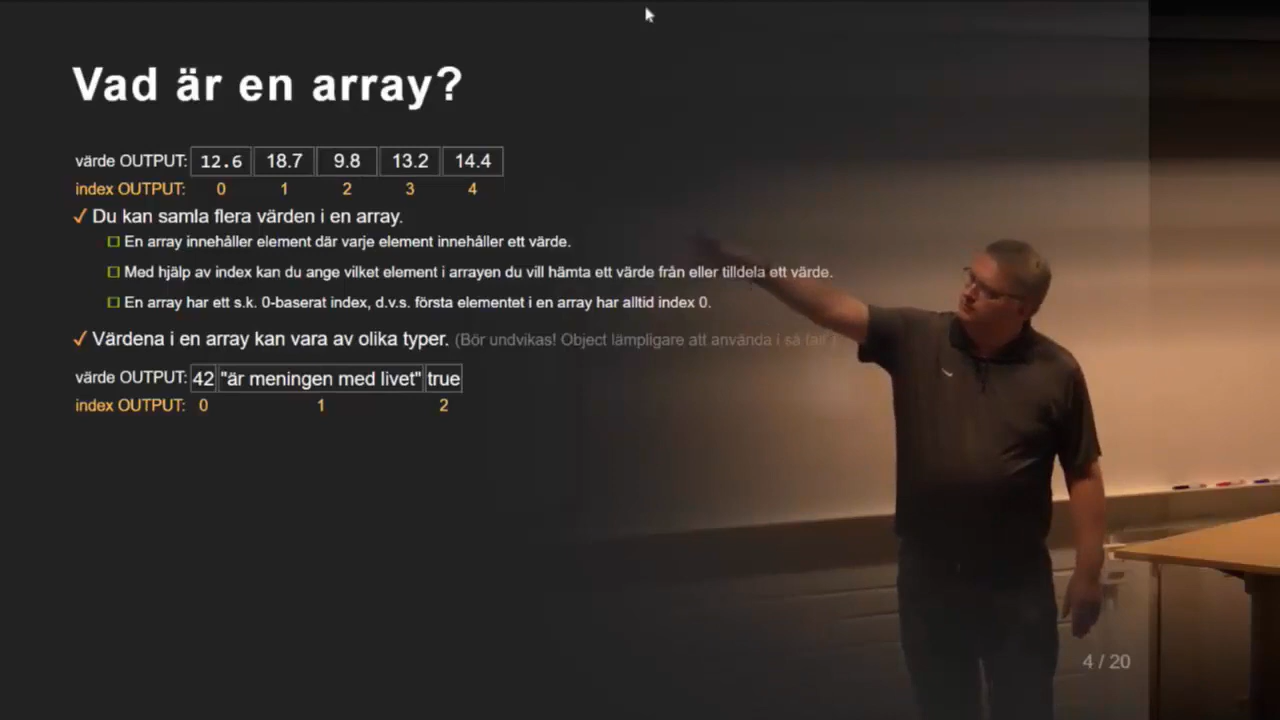 Vad är en array?
värde OUTPUT: 12.6 18.7 9.8 13.2 14.4
index OUTPUT: 0 1 2 3 4
✓ Du kan samla flera värden i en array.
□ En array innehåller element där varje element innehåller ett värde.
□ Med hjälp av index kan du ange vilket element i arrayen du vill hämta ett värde från eller tilldela ett värde.
□ En array har ett s.k. 0-baserat index, d.v.s. första elementet i en array har alltid index 0.
✓ Värdena i en array kan vara av olika typer. (Bör undvikas! Object lämpligare att använda i så fall.)
värde OUTPUT: 42 "är meningen med livet" true
index OUTPUT: 0 1 2
4 / 20